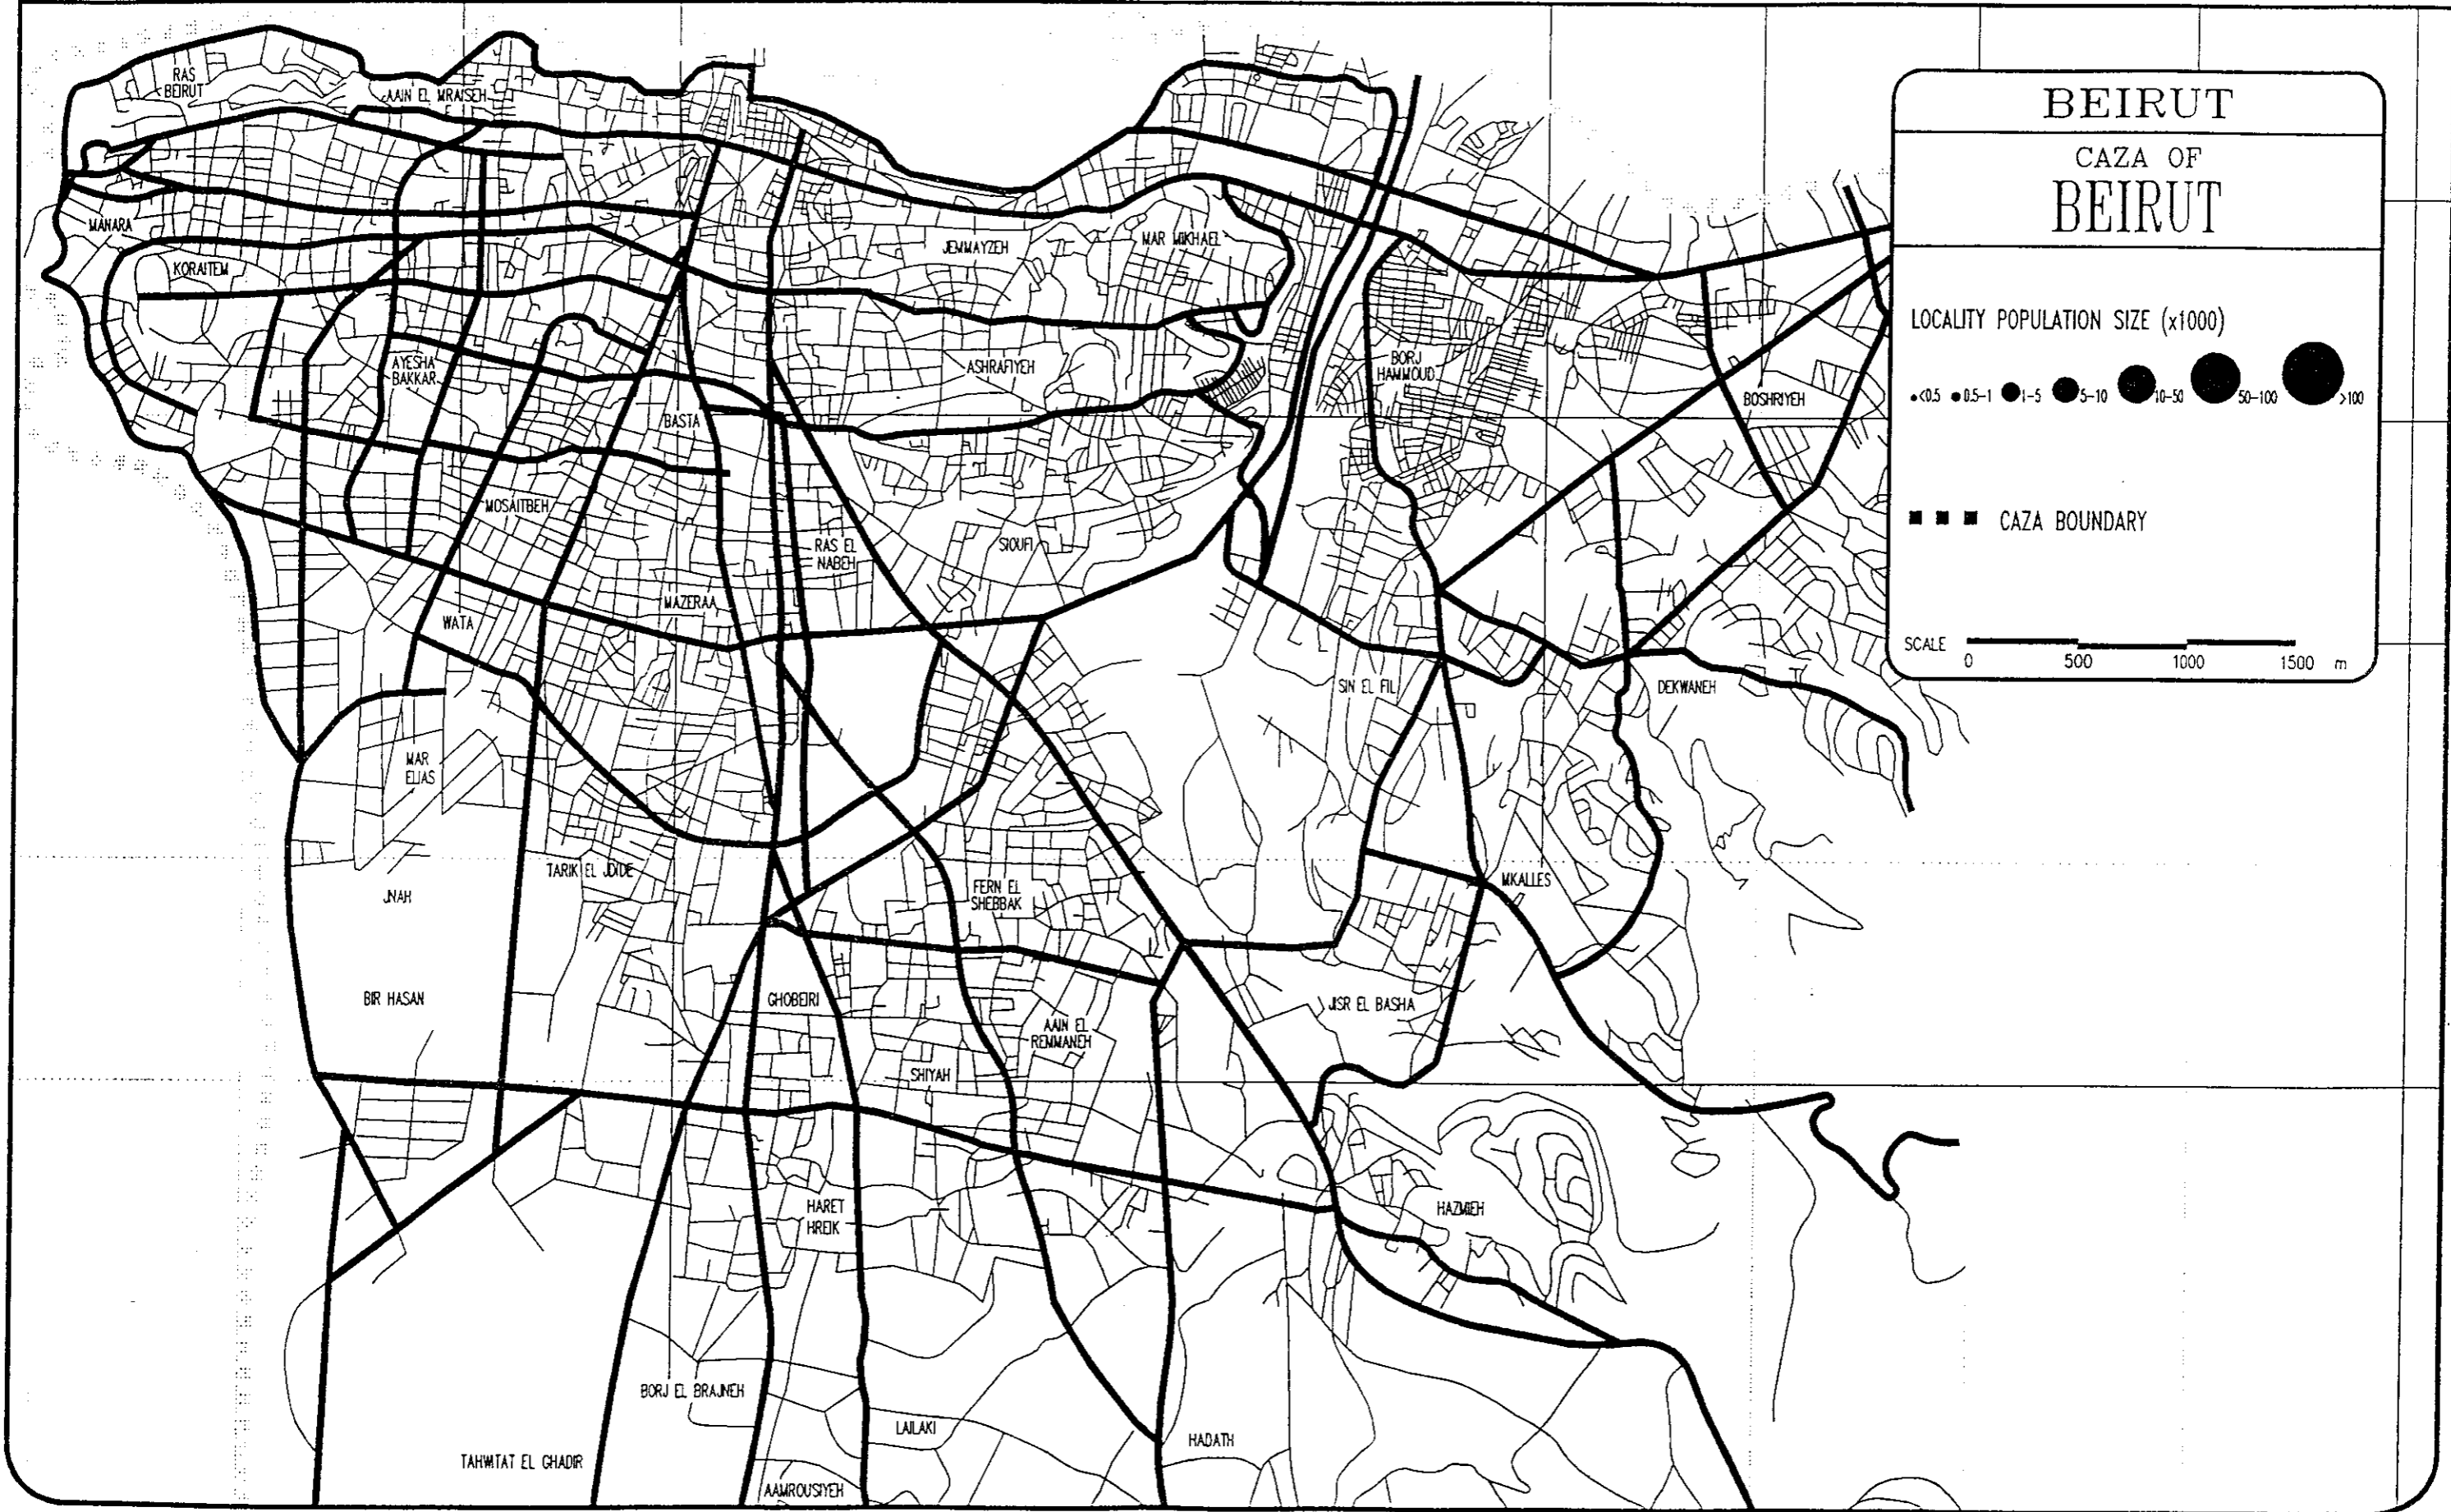 BEIRUT
CAZA OF
BEIRUT
LOCALITY POPULATION SIZE (x1000)
<0.5 0.5-1 1-5 5-10 10-50 50-100 >100
CAZA BOUNDARY
SCALE 0 500 1000 1500 m
RAS
BEIRUT
AAIN EL MRAISEH
MANARA
KORAITEM
JEMMAYZEH
MAR MIKHAEL
AYESHA
BAKKAR
ASHRAFIYEH
BORJ
HAMMOUD
BOSHRIYEH
BASTA
MOSAITBEH
RAS EL
NABEH
SIOUFI
MAZERAA
WATA
SIN EL FIL
DEKWANEH
MAR
ELIAS
TARIK EL JDIDE
JNAH
FERN EL
SHEBBAK
MKALLES
BIR HASAN
GHOBEIRI
JISR EL BASHA
AAIN EL
REMMANEH
SHIYAH
HARET
HREIK
HAZMIEH
BORJ EL BRAJNEH
LAILAKI
HADATH
TAHWITAT EL GHADIR
AAMROUSIYEH